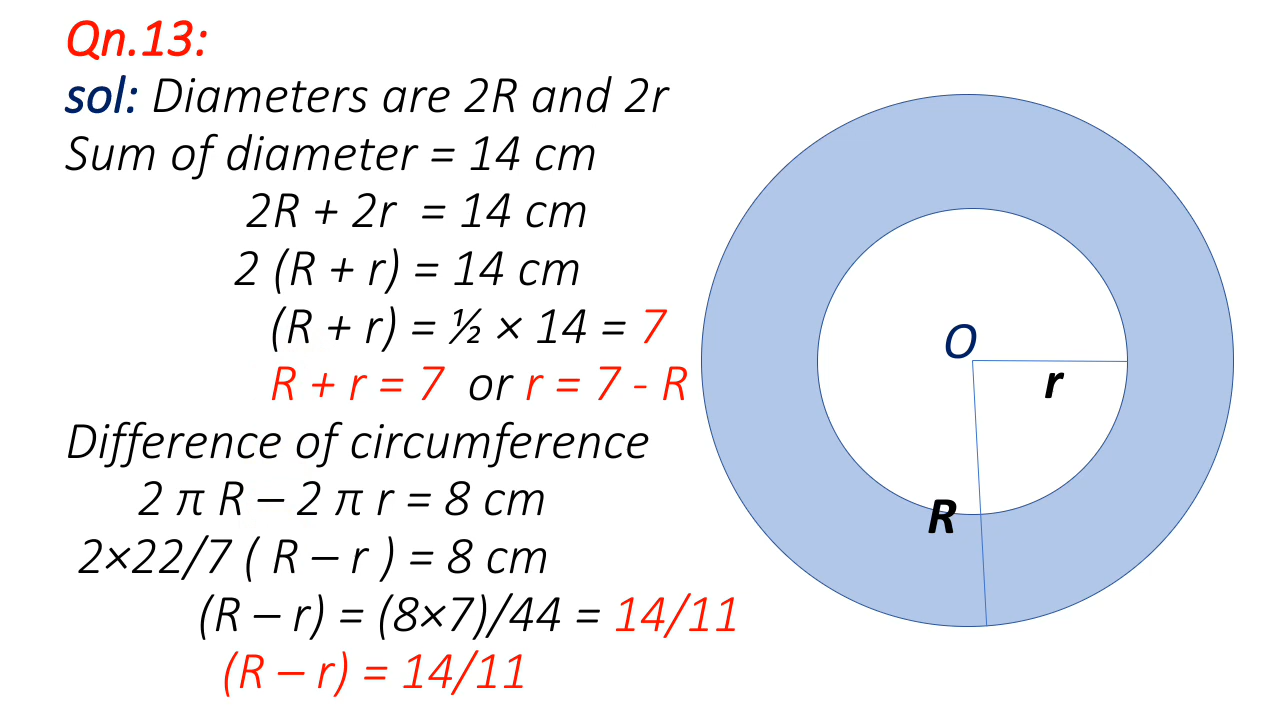 Qn.13:
sol: Diameters are 2R and 2r
Sum of diameter = 14 cm
2R + 2r = 14 cm
2 (R + r) = 14 cm
(R + r) = ½ × 14 = 7
R + r = 7 or r = 7 - R
Difference of circumference
2 π R – 2 π r = 8 cm
2×22/7 ( R – r ) = 8 cm
(R – r) = (8×7)/44 = 14/11
(R – r) = 14/11
O
r
R